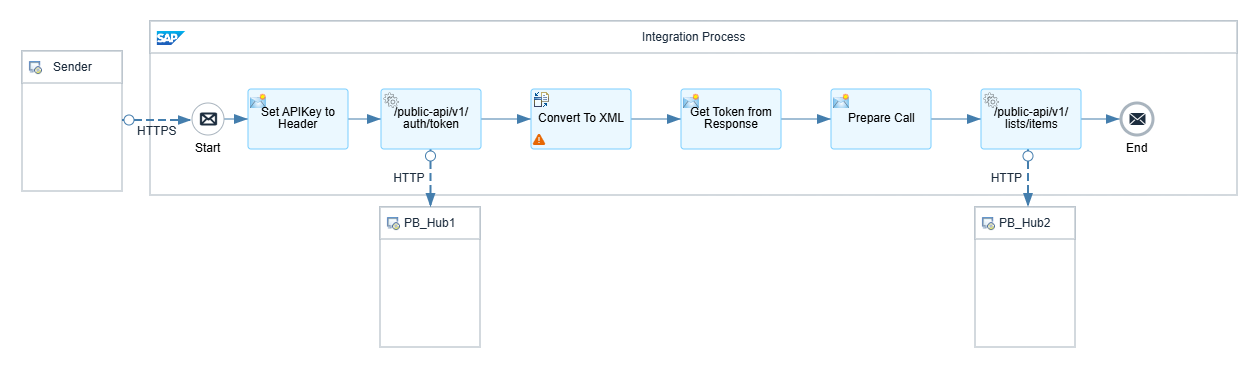 SAP
Integration Process
Sender
HTTPS
Start
Set APIKey to
Header
/public-api/v1/
auth/token
Convert To XML
Get Token from
Response
Prepare Call
/public-api/v1/
lists/items
End
HTTP
HTTP
PB_Hub1
PB_Hub2